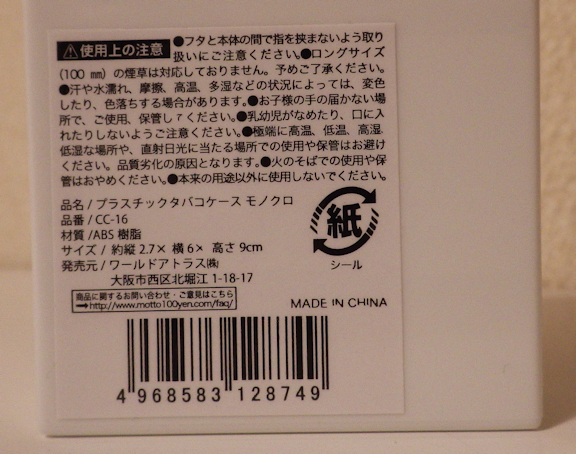 使用上の注意 ●フタと本体の間で指を挟まないよう取り
扱いにご注意ください。●ロングサイズ
(100 mm) の煙草は対応しておりません。予めご了承ください。
●汗や水濡れ、摩擦、高温、多湿などの状況によっては、変色
したり、色落ちする場合があります。●お子様の手の届かない場
所で、ご使用、保管してください。●乳幼児がなめたり、口に入
れたりしないようご注意ください。●極端に高温、低温、高湿、
低湿な場所や、直射日光に当たる場所での使用や保管はお避け
ください。品質劣化の原因となります。●火のそばでの使用や保
管はおやめください。●本来の用途以外に使用しないでください。
品名 / プラスチックタバコケース モノクロ
品番 / CC-16
材質 /ABS 樹脂
サイズ / 約縦 2.7× 横 6× 高さ 9cm
発売元 / ワールドアトラス㈱
大阪市西区北堀江 1-18-17
紙
シール
商品に関するお問い合わせ・ご意見はこちら
➞http://www.motto100yen.com/faq/
MADE IN CHINA
4 968583 128749